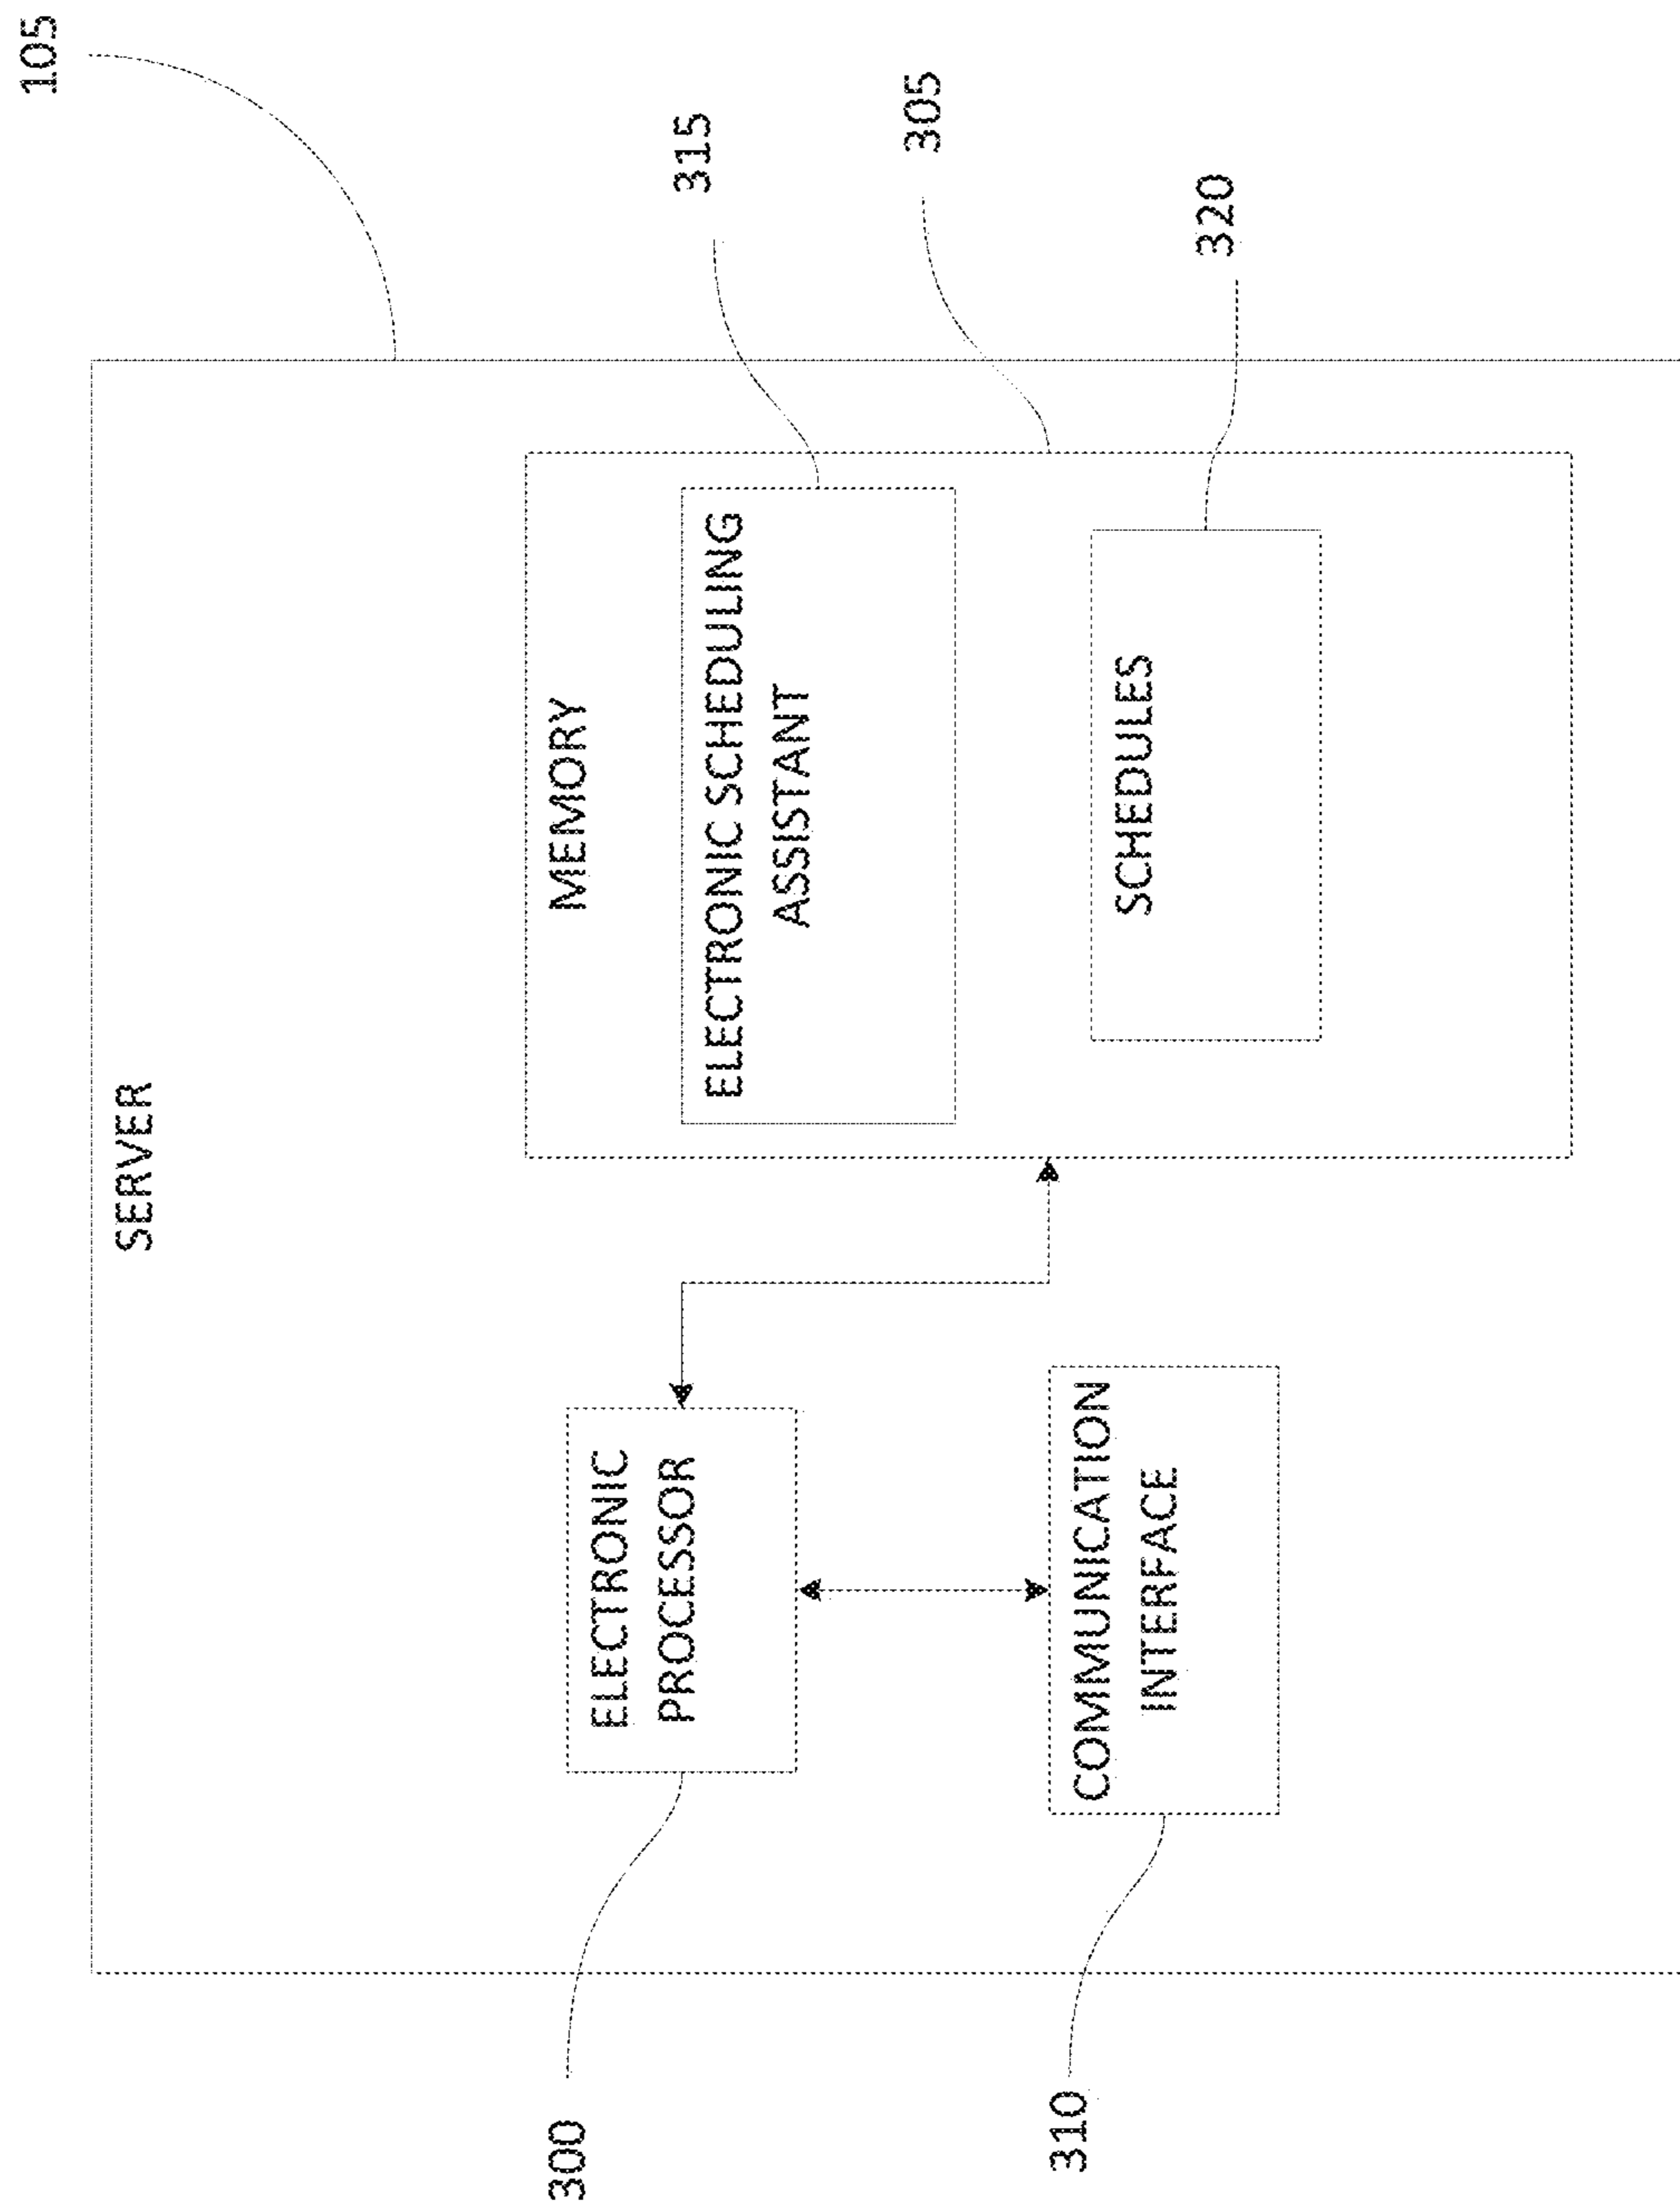 105
SERVER
MEMORY
315
ELECTRONIC SCHEDULING
ASSISTANT
305
SCHEDULES
320
300
ELECTRONIC
PROCESSOR
COMMUNICATION
INTERFACE
310